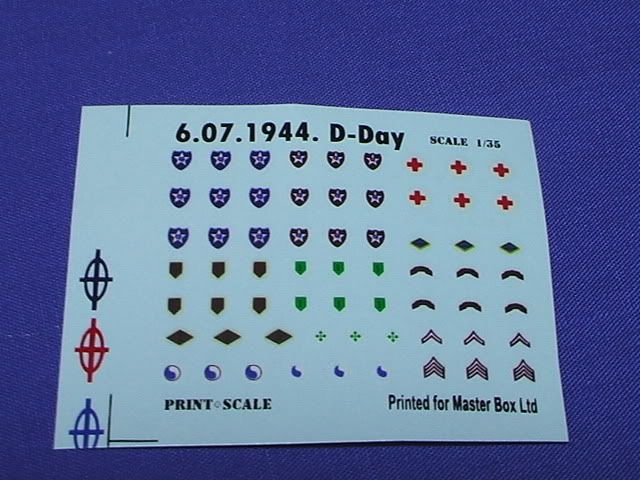 6.07.1944. D-Day SCALE 1/35
PRINT SCALE
Printed for Master Box Ltd